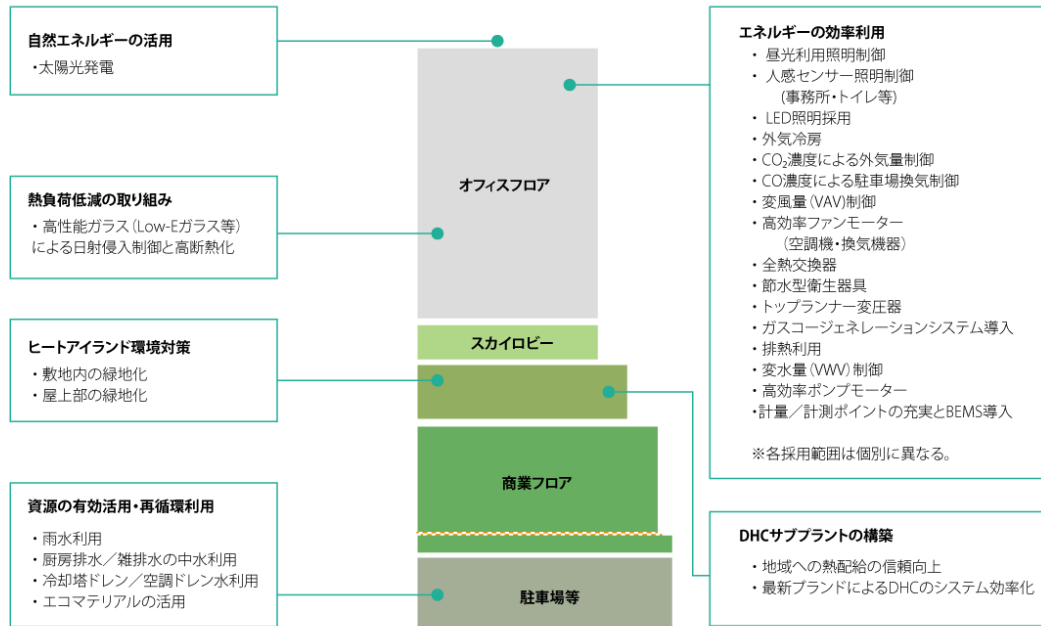 自然エネルギーの活用
・太陽光発電
熱負荷低減の取り組み
・高性能ガラス(Low-Eガラス等)
による日射侵入制御と高断熱化
ヒートアイランド環境対策
・敷地内の緑地化
・屋上部の緑地化
資源の有効活用・再循環利用
・雨水利用
・厨房排水／雑排水の中水利用
・冷却塔ドレン／空調ドレン水利用
・エコマテリアルの活用
オフィスフロア
スカイロビー
商業フロア
駐車場等
エネルギーの効率利用
・昼光利用照明制御
・人感センサー照明制御
(事務所・トイレ等)
・LED照明採用
・外気冷房
・CO₂濃度による外気量制御
・CO濃度による駐車場換気制御
・変風量(VAV)制御
・高効率ファンモーター
(空調機・換気機器)
・全熱交換器
・節水型衛生器具
・トップランナー変圧器
・ガスコージェネレーションシステム導入
・排熱利用
・変水量(VWV)制御
・高効率ポンプモーター
・計量／計測ポイントの充実とBEMS導入
※各採用範囲は個別に異なる。
DHCサブプラントの構築
・地域への熱配給の信頼向上
・最新プランドによるDHCのシステム効率化